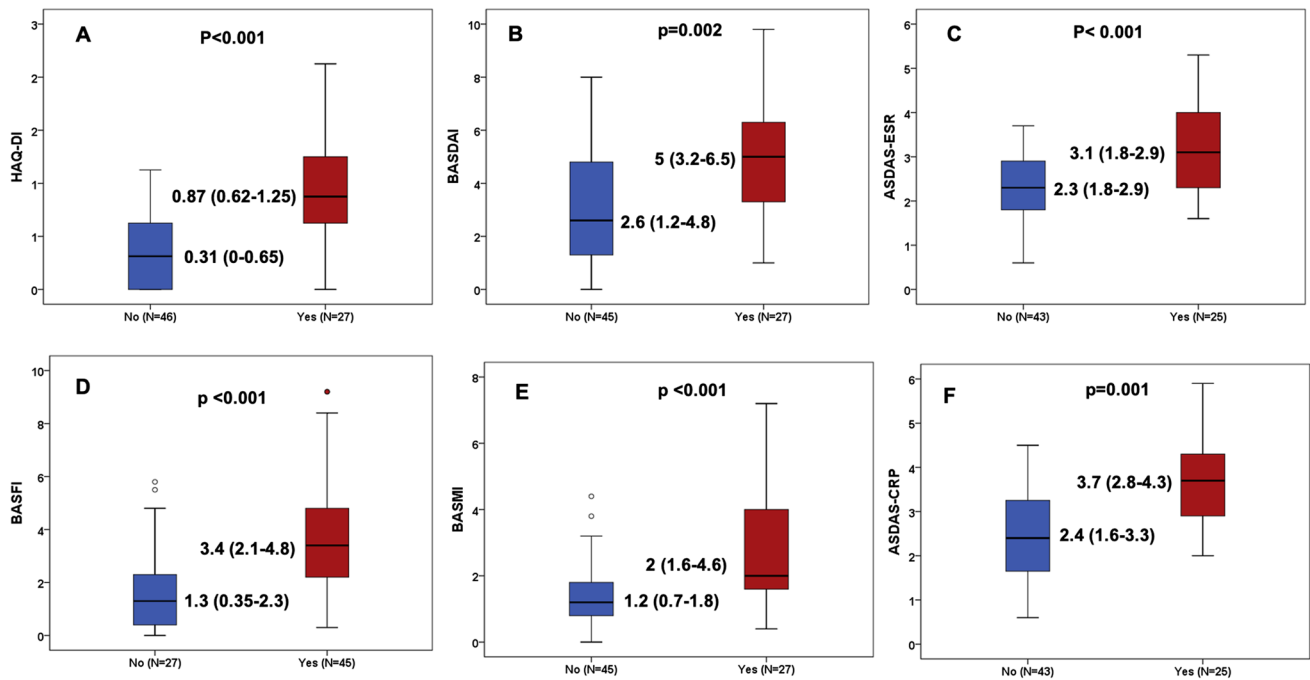 A
P<0.001
HAQ-DI
3
2
2
1
1
0
0.87 (0.62-1.25)
0.31 (0-0.65)
No (N=46)
Yes (N=27)
B
p=0.002
BASDAI
10
8
6
4
2
0
5 (3.2-6.5)
2.6 (1.2-4.8)
No (N=45)
Yes (N=27)
C
P< 0.001
ASDAS-ESR
6
5
4
3
2
1
0
3.1 (1.8-2.9)
2.3 (1.8-2.9)
No (N=43)
Yes (N=25)
D
p <0.001
BASFI
10
8
6
4
2
0
3.4 (2.1-4.8)
1.3 (0.35-2.3)
No (N=27)
Yes (N=45)
E
p <0.001
BASMI
8
6
4
2
0
2 (1.6-4.6)
1.2 (0.7-1.8)
No (N=45)
Yes (N=27)
F
p=0.001
ASDAS-CRP
6
5
4
3
2
1
0
3.7 (2.8-4.3)
2.4 (1.6-3.3)
No (N=43)
Yes (N=25)